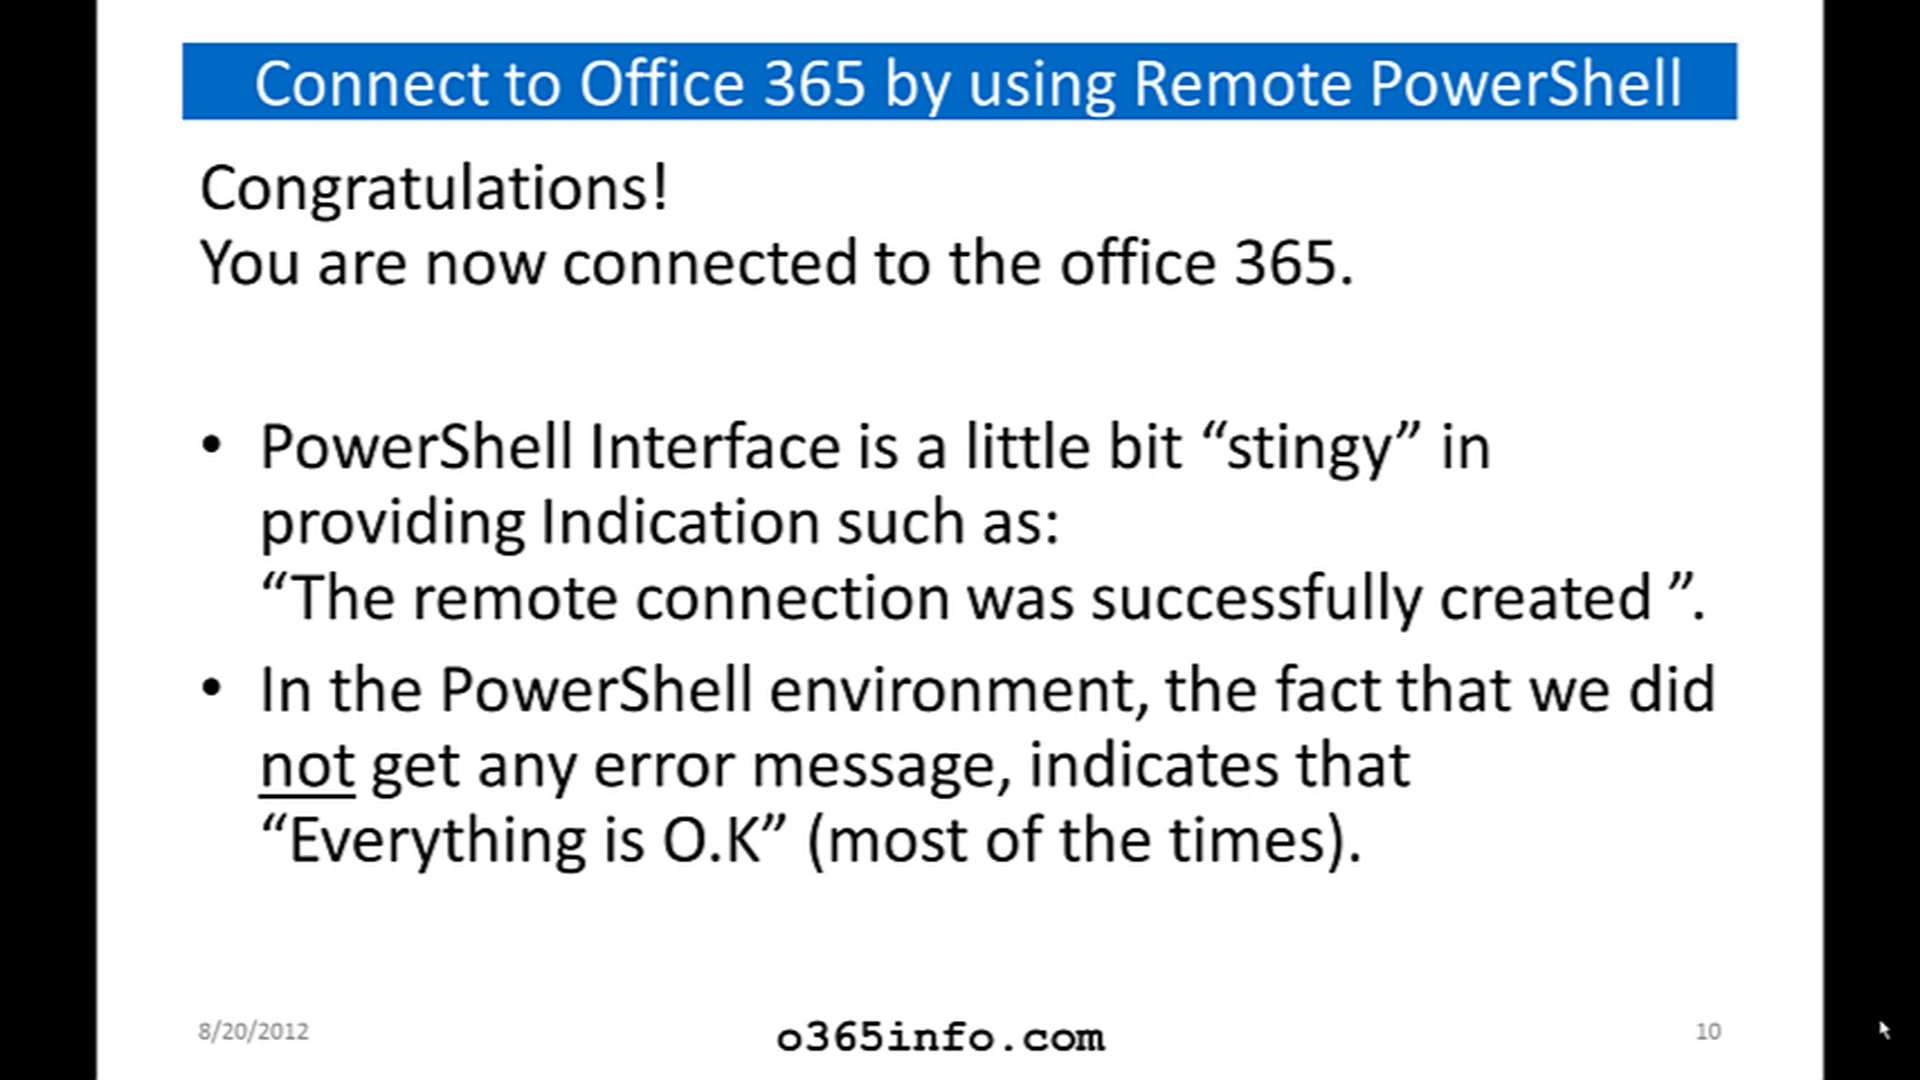 Connect to Office 365 by using Remote PowerShell
Congratulations!
You are now connected to the office 365.
• PowerShell Interface is a little bit “stingy” in
providing Indication such as:
“The remote connection was successfully created ”.
• In the PowerShell environment, the fact that we did
not get any error message, indicates that
“Everything is O.K” (most of the times).
8/20/2012
o365info.com
10